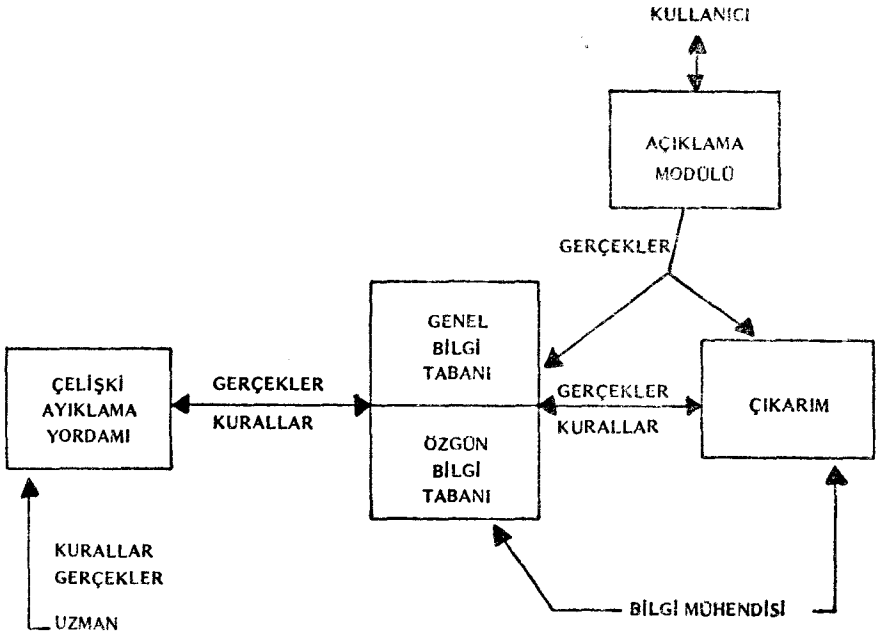 KULLANICI
AÇIKLAMA
MODÜLÜ
GERÇEKLER
GENEL
BİLGİ
TABANI
ÇELİŞKİ
AYIKLAMA
YORDAMI
GERÇEKLER
KURALLAR
GERÇEKLER
KURALLAR
ÇIKARIM
ÖZGÜN
BİLGİ
TABANI
KURALLAR
GERÇEKLER
UZMAN
BİLGİ MÜHENDİSİ